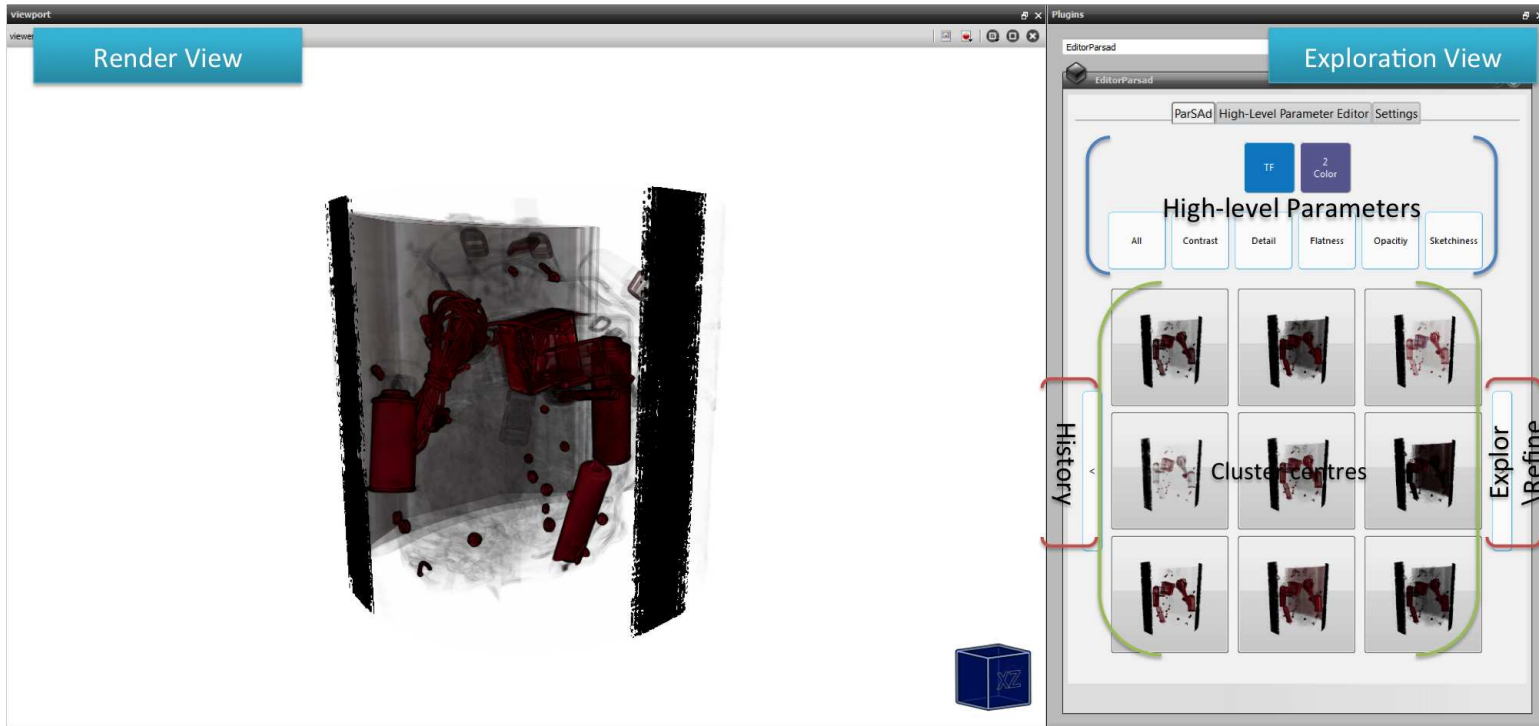 viewport
Plugins
viewer
Render View
EditorParsad
Exploration View
EditorParsad
ParSAd High-Level Parameter Editor Settings
TF
2
Color
High-level Parameters
All Contrast Detail Flatness Opacitiy Sketchiness
History
<
Cluster centres
Explor
\Refine
XZ